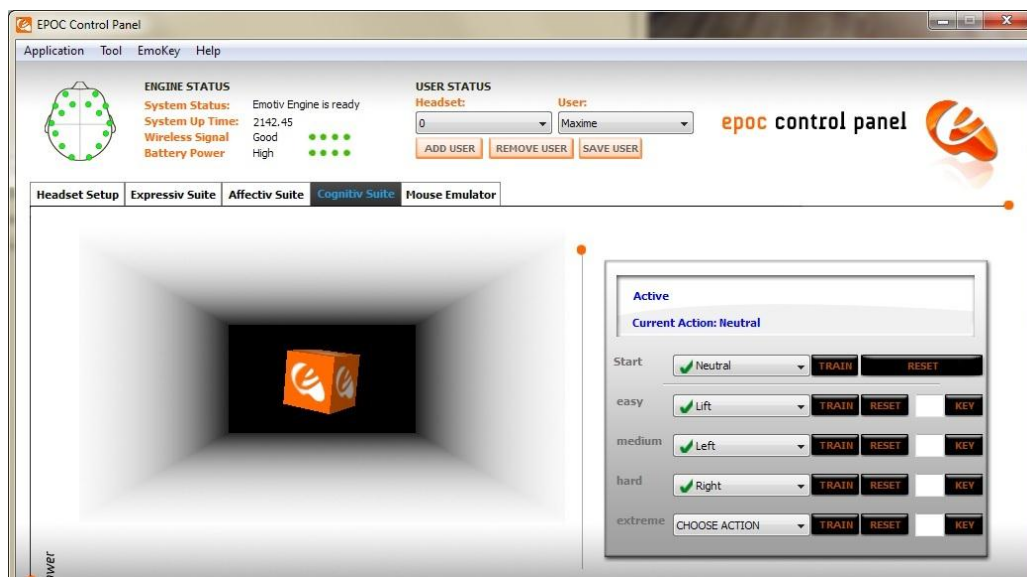 EPOC Control Panel
Application Tool EmoKey Help
ENGINE STATUS
System Status: Emotiv Engine is ready
System Up Time: 2142.45
Wireless Signal Good
Battery Power High
USER STATUS
Headset: User:
0 Maxime
ADD USER REMOVE USER SAVE USER
epoc control panel
Headset Setup Expressiv Suite Affectiv Suite Cognitiv Suite Mouse Emulator
Active
Current Action: Neutral
Start Neutral TRAIN RESET
easy Lift TRAIN RESET KEY
medium Left TRAIN RESET KEY
hard Right TRAIN RESET KEY
extreme CHOOSE ACTION TRAIN RESET KEY